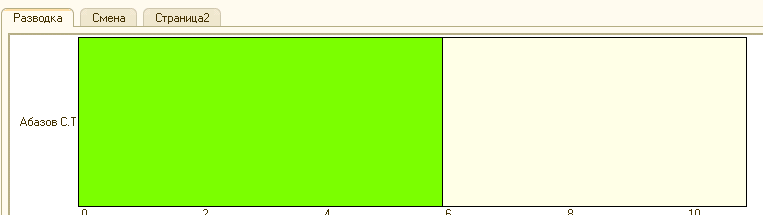 Разводка Смена Страница2
Абазов С.Т
0 2 4 6 8 10